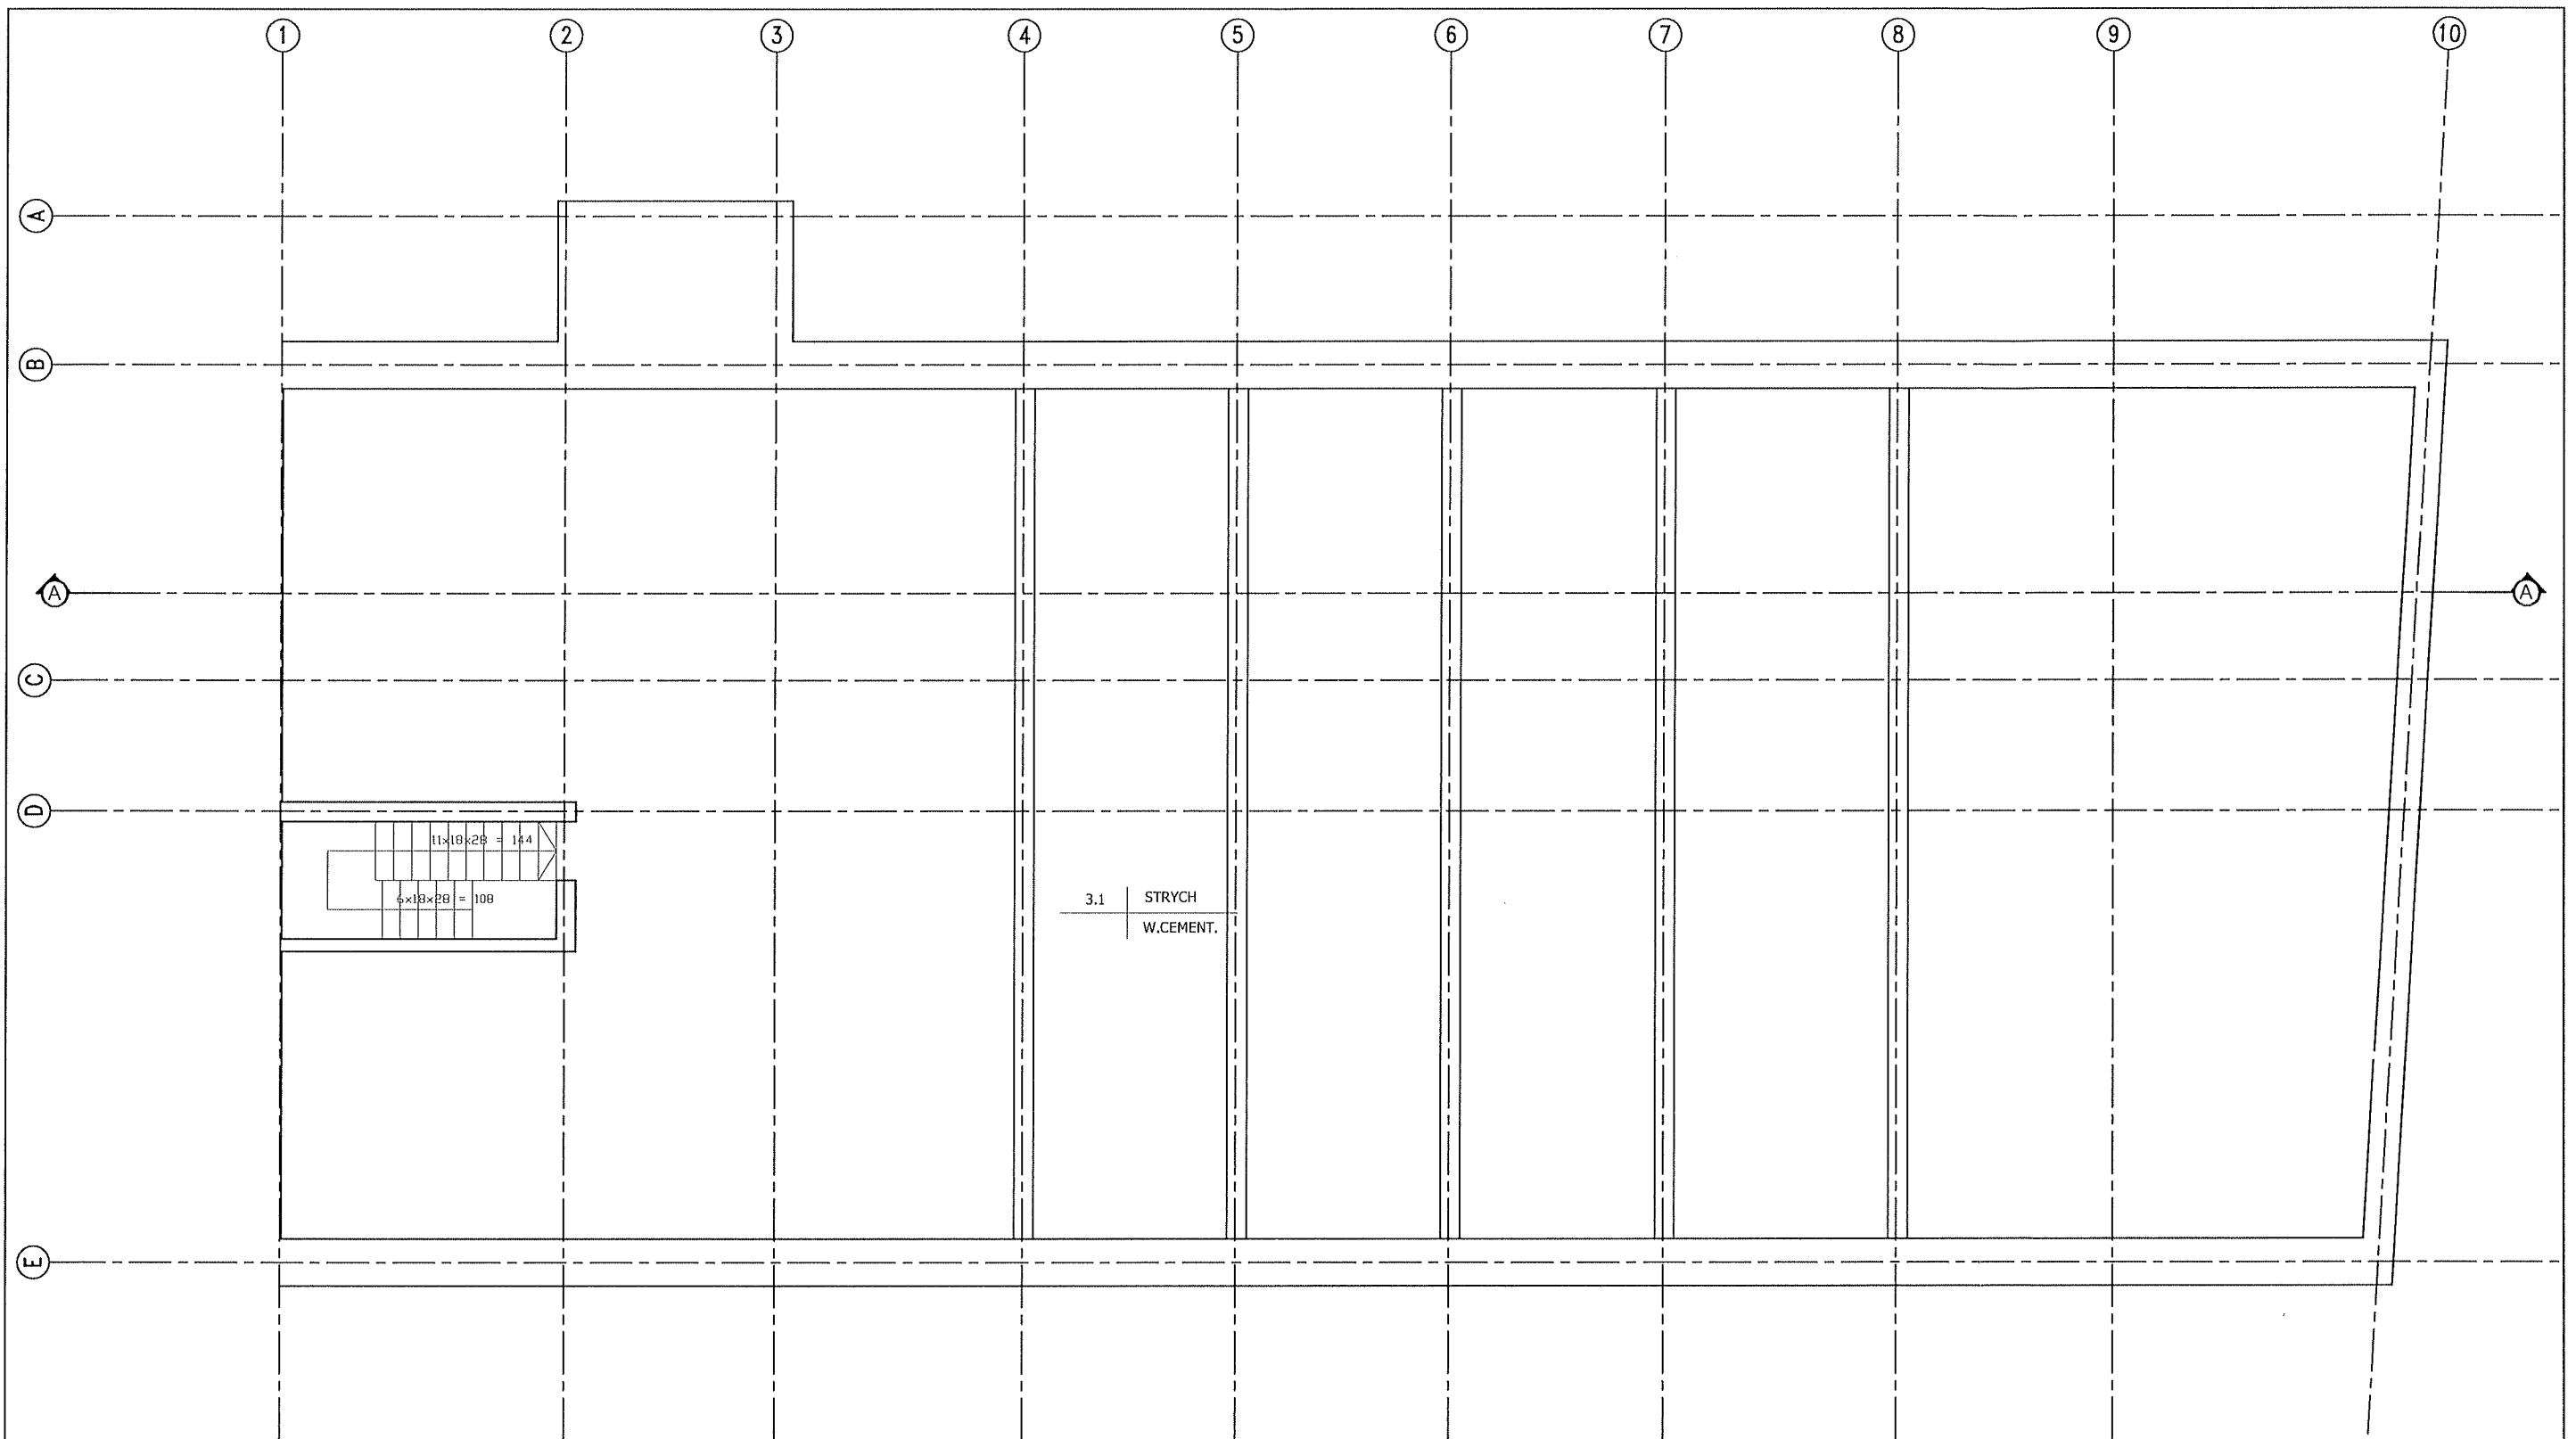 1 2 3 4 5 6 7 8 9 10
A
B
A A
C
D
11x18x28 = 144
6x18x28 = 108
3.1 STRYCH
W.CEMENT.
E